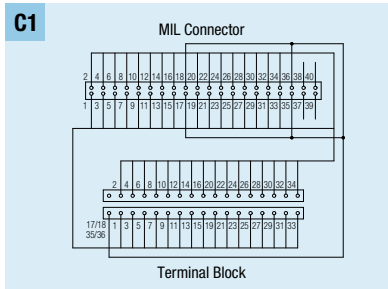 C1
MIL Connector
2 4 6 8 10 12 14 16 18 20 22 24 26 28 30 32 34 36 38 40
1 3 5 7 9 11 13 15 17 19 21 23 25 27 29 31 33 35 37 39
2 4 6 8 10 12 14 16 20 22 24 26 28 30 32 34
17/18 1 3 5 7 9 11 13 15 19 21 23 25 27 29 31 33
35/36
Terminal Block